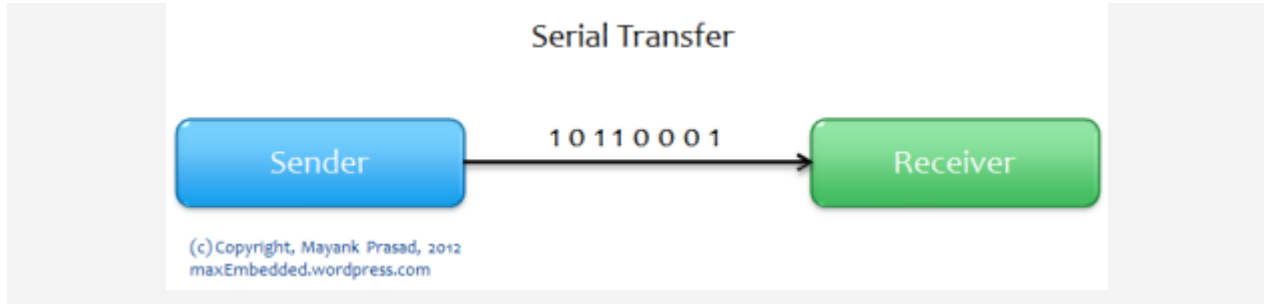 Serial Transfer
1 0 1 1 0 0 0 1
Sender
Receiver
(c) Copyright, Mayank Prasad, 2012
maxEmbedded.wordpress.com